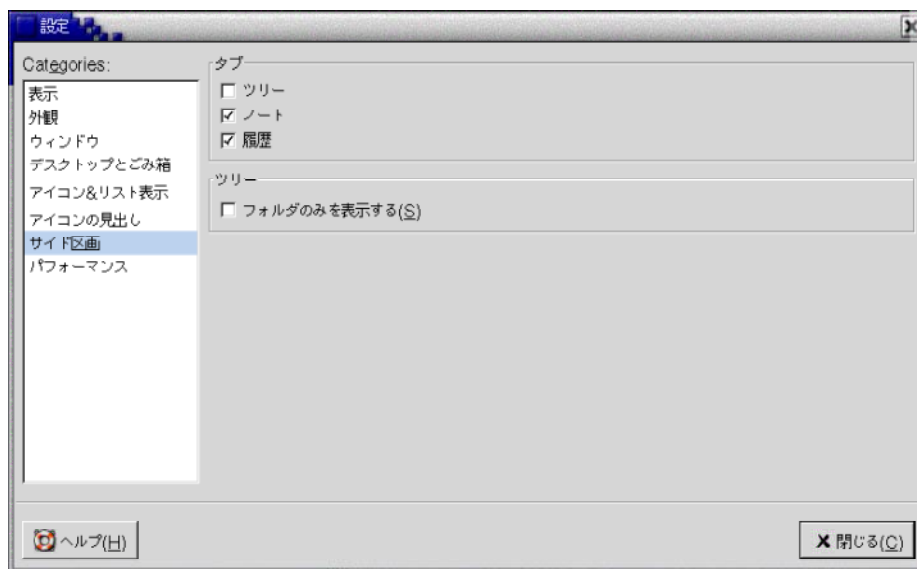 設定
Categories:
表示
外観
ウィンドウ
デスクトップとごみ箱
アイコン&リスト表示
アイコンの見出し
サイド区画
パフォーマンス
タブ
ツリー
ノート
履歴
ツリー
フォルダのみを表示する(S)
ヘルプ(H)
閉じる(C)